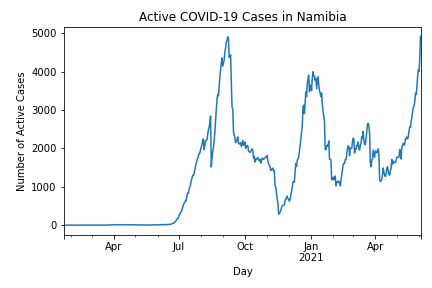 Active COVID-19 Cases in Namibia
5000
4000
3000
2000
1000
0
Number of Active Cases
Apr Jul Oct Jan Apr
2021
Day